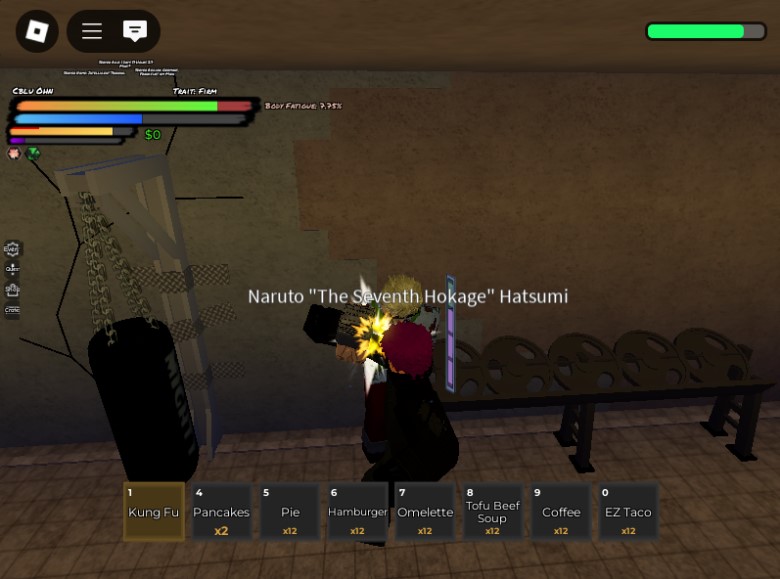 Cblu Ohn
Trait: Firm
Body Fatigue: 7.75%
$0
Naruto "The Seventh Hokage" Hatsumi
MIGHTY
1
Kung Fu
4
Pancakes
x2
5
Pie
x12
6
Hamburger
x12
7
Omelette
x12
8
Tofu Beef
Soup
x12
9
Coffee
x12
0
EZ Taco
x12